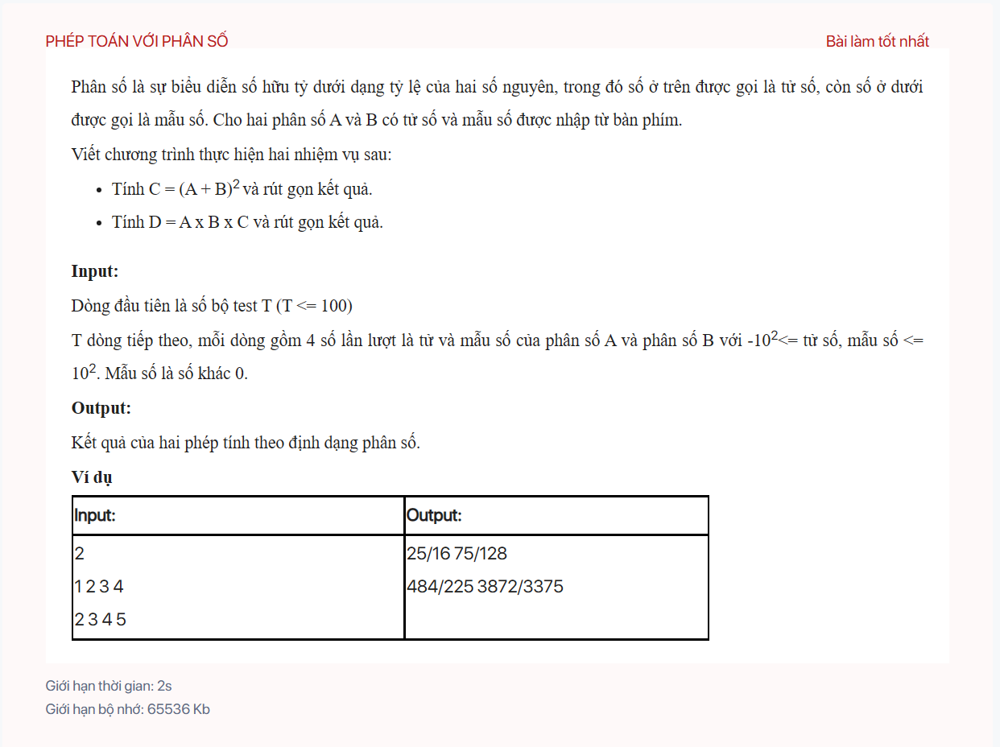 PHÉP TOÁN VỚI PHÂN SỐ
Bài làm tốt nhất
Phân số là sự biểu diễn số hữu tỷ dưới dạng tỷ lệ của hai số nguyên, trong đó số ở trên được gọi là tử số, còn số ở dưới
được gọi là mẫu số. Cho hai phân số A và B có tử số và mẫu số được nhập từ bàn phím.
Viết chương trình thực hiện hai nhiệm vụ sau:
• Tính C = (A + B)² và rút gọn kết quả.
• Tính D = A x B x C và rút gọn kết quả.
Input:
Dòng đầu tiên là số bộ test T (T <= 100)
T dòng tiếp theo, mỗi dòng gồm 4 số lần lượt là tử và mẫu số của phân số A và phân số B với -10²<= tử số, mẫu số <=
10². Mẫu số là số khác 0.
Output:
Kết quả của hai phép tính theo định dạng phân số.
Ví dụ
Input: Output:
2
1 2 3 4
2 3 4 5
25/16 75/128
484/225 3872/3375
Giới hạn thời gian: 2s
Giới hạn bộ nhớ: 65536 Kb